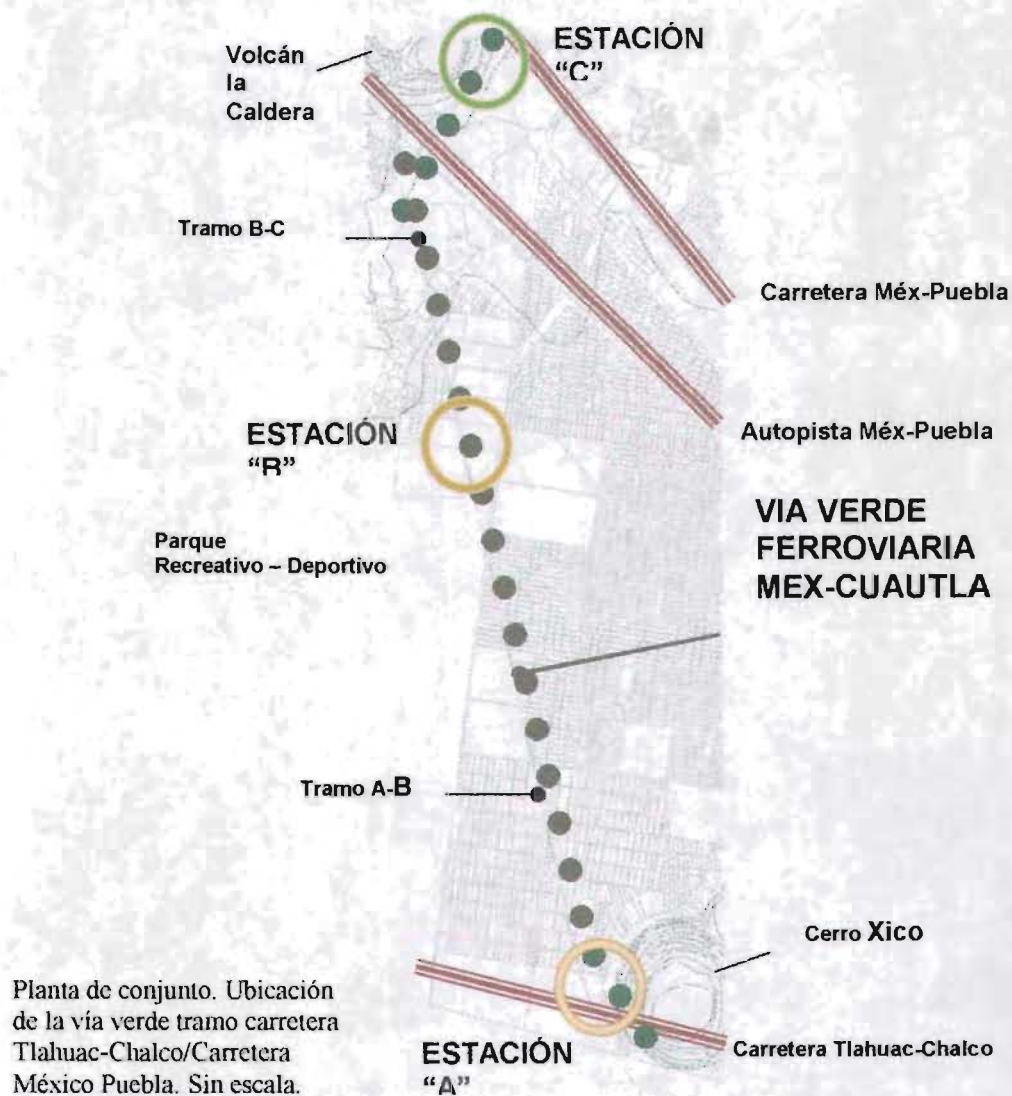 Volcán
la
Caldera
ESTACIÓN
"C"
Tramo B-C
Carretera Méx-Puebla
ESTACIÓN
"B"
Autopista Méx-Puebla
Parque
Recreativo – Deportivo
VIA VERDE
FERROVIARIA
MEX-CUAUTLA
Tramo A-B
Cerro Xico
Planta de conjunto. Ubicación
de la vía verde tramo carretera
Tlahuac-Chalco/Carretera
México Puebla. Sin escala.
ESTACIÓN
"A"
Carretera Tlahuac-Chalco